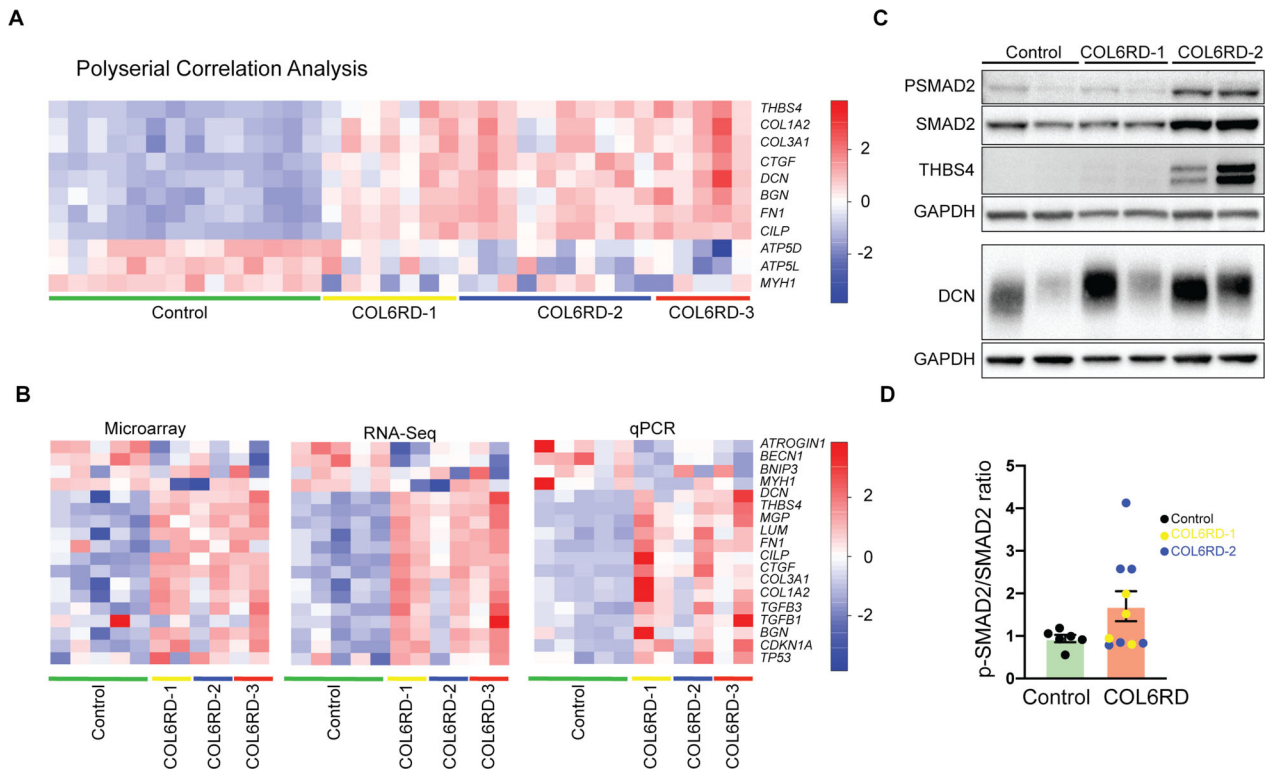 A
Polyserial Correlation Analysis
THBS4
COL1A2
COL3A1
CTGF
DCN
BGN
FN1
CILP
ATP5D
ATP5L
MYH1
2
0
-2
Control
COL6RD-1
COL6RD-2
COL6RD-3
B
Microarray
RNA-Seq
qPCR
ATROGIN1
BECN1
BNIP3
MYH1
DCN
THBS4
MGP
LUM
FN1
CILP
CTGF
COL3A1
COL1A2
TGFB3
TGFB1
BGN
CDKN1A
TP53
2
0
-2
Control
COL6RD-1
COL6RD-2
COL6RD-3
Control
COL6RD-1
COL6RD-2
COL6RD-3
Control
COL6RD-1
COL6RD-2
COL6RD-3
C
Control COL6RD-1 COL6RD-2
PSMAD2
SMAD2
THBS4
GAPDH
DCN
GAPDH
D
p-SMAD2/SMAD2 ratio
5
4
3
2
1
0
Control COL6RD
Control
COL6RD-1
COL6RD-2